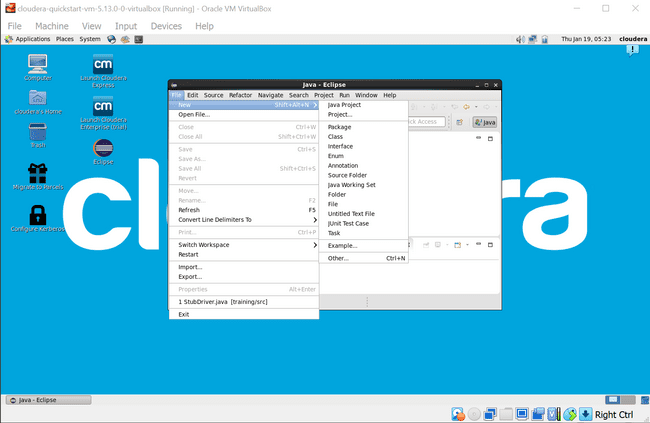 cloudera-quickstart-vm-5.13.0-0-virtualbox [Running] - Oracle VM VirtualBox
File Machine View Input Devices Help
Applications Places System
Thu Jan 19, 05:23 cloudera
Computer
Launch Cloudera
Express
cloudera's Home
Launch Cloudera
Enterprise (trial)
Trash
Eclipse
Migrate to Parcels
Configure Kerberos
Java - Eclipse
File Edit Source Refactor Navigate Search Project Run Window Help
New Shift+Alt+N
Open File...
Close Ctrl+W
Close All Shift+Ctrl+W
Save Ctrl+S
Save As...
Save All Shift+Ctrl+S
Revert
Move...
Rename... F2
Refresh F5
Convert Line Delimiters To
Print... Ctrl+P
Switch Workspace
Restart
Import...
Export...
Properties Alt+Enter
1 StubDriver.java [training/src]
Exit
Java Project
Project...
Package
Class
Interface
Enum
Annotation
Source Folder
Java Working Set
Folder
File
Untitled Text File
JUnit Test Case
Task
Example...
Other... Ctrl+N
Access
Java
Java - Eclipse
Right Ctrl